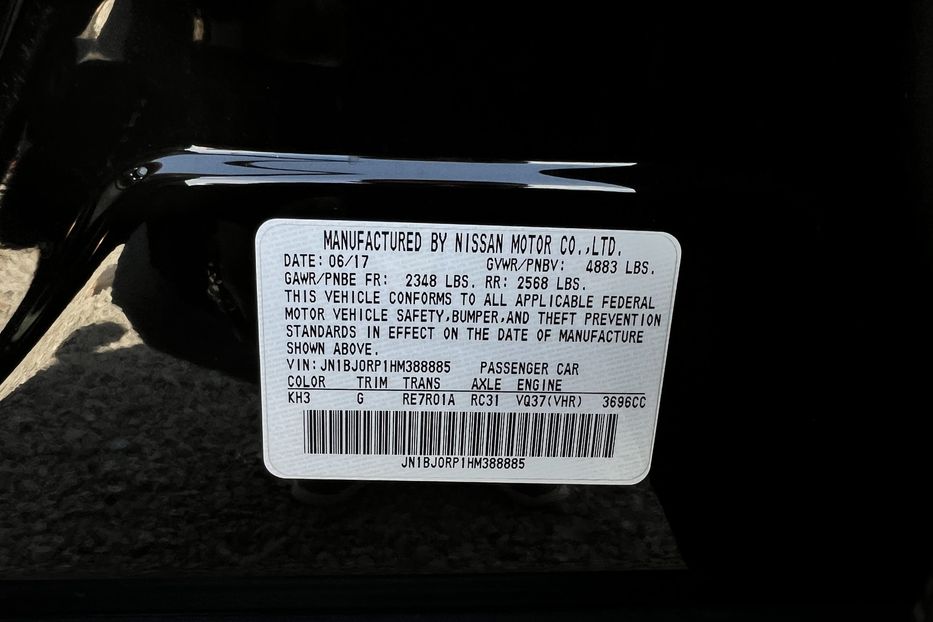 MANUFACTURED BY NISSAN MOTOR CO.,LTD.
DATE: 06/17 GVWR/PNBV: 4883 LBS.
GAWR/PNBE FR: 2348 LBS. RR: 2568 LBS.
THIS VEHICLE CONFORMS TO ALL APPLICABLE FEDERAL
MOTOR VEHICLE SAFETY,BUMPER,AND THEFT PREVENTION
STANDARDS IN EFFECT ON THE DATE OF MANUFACTURE
SHOWN ABOVE.
VIN: JN1BJ0RP1HM388885 PASSENGER CAR
COLOR TRIM TRANS AXLE ENGINE
KH3 G RE7R01A RC31 VQ37(VHR) 3696CC
JN1BJ0RP1HM388885